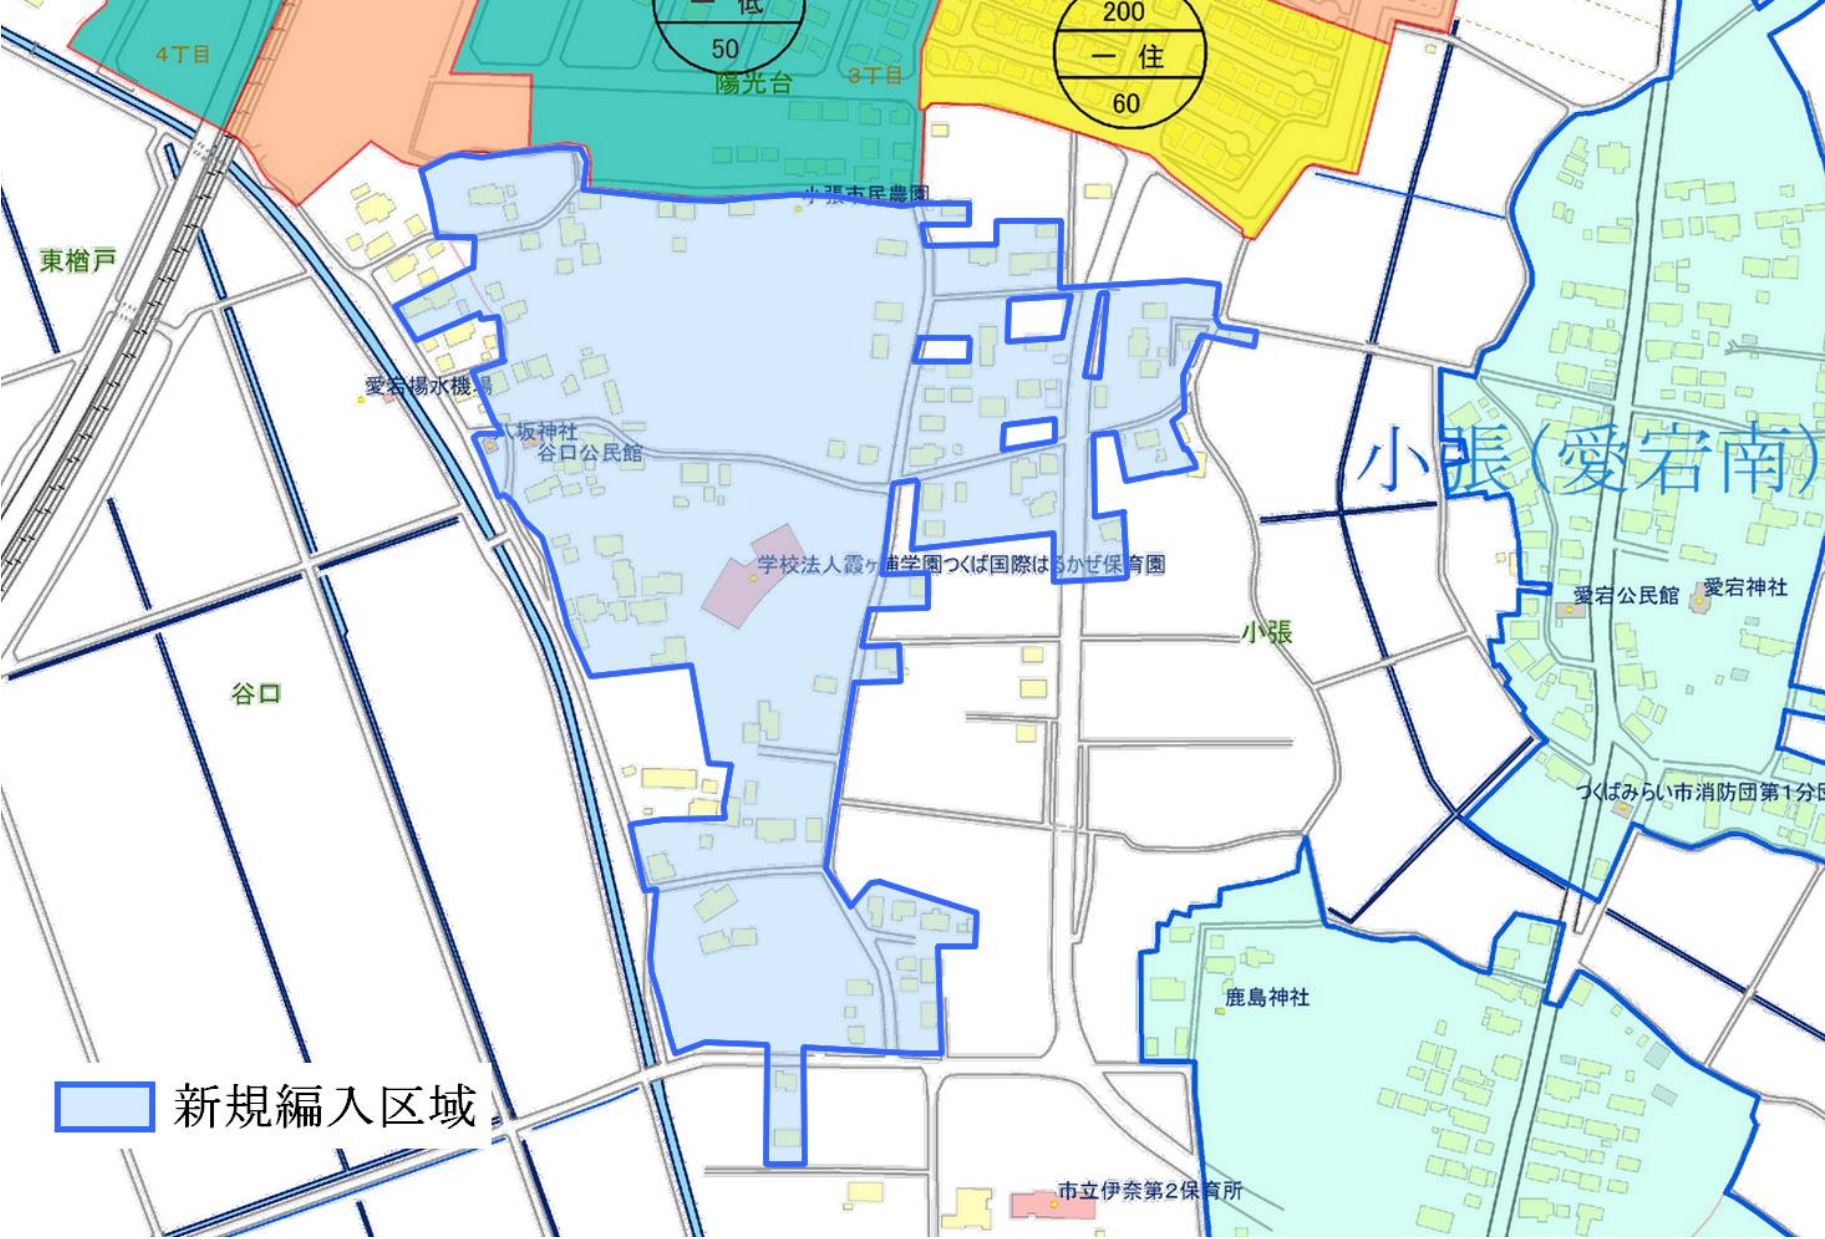 一 低
50
200
一 住
60
4丁目
陽光台
3丁目
小張市民農園
東楢戸
愛宕揚水機場
八坂神社
谷口公民館
小張(愛宕南)
学校法人霞ヶ浦学園つくば国際はるかぜ保育園
愛宕公民館
愛宕神社
小張
谷口
つくばみらい市消防団第1分団
鹿島神社
新規編入区域
市立伊奈第2保育所